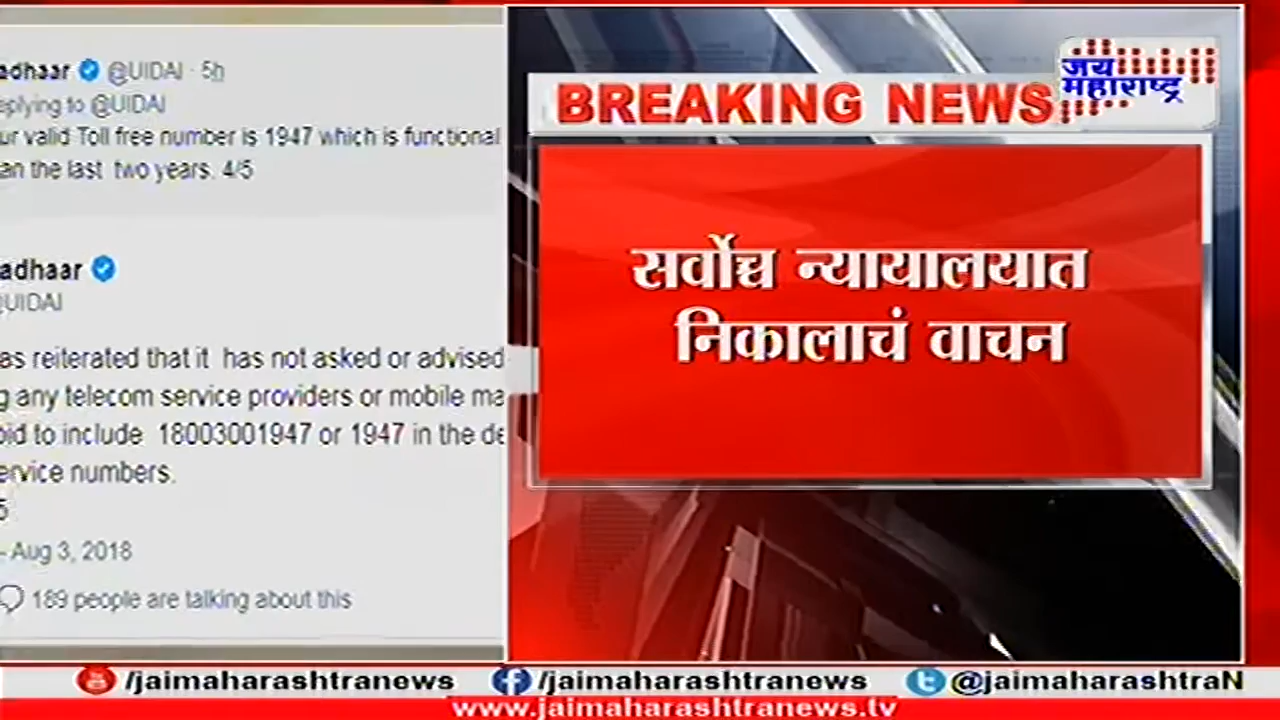 adhaar @UIDAI · 5h
eplying to @UIDAI
ur valid Toll free number is 1947 which is functional
an the last two years. 4/5
adhaar
@UIDAI
as reiterated that it has not asked or advised
g any telecom service providers or mobile ma
oid to include 18003001947 or 1947 in the de
ervice numbers.
5
- Aug 3, 2018
189 people are talking about this
BREAKING NEWS
जय
महाराष्ट्र
सर्वोच्च न्यायालयात
निकालाचं वाचन
/jaimaharashtranews /jaimaharashtranews @jaimaharashtraN
www.jaimaharashtranews.tv